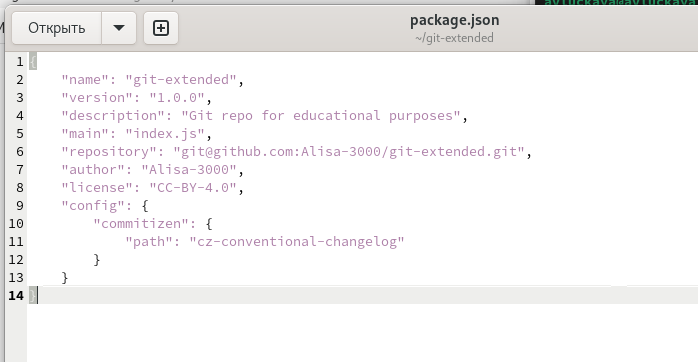 Открыть
package.json
~/git-extended
1 {
2 "name": "git-extended",
3 "version": "1.0.0",
4 "description": "Git repo for educational purposes",
5 "main": "index.js",
6 "repository": "git@github.com:Alisa-3000/git-extended.git",
7 "author": "Alisa-3000",
8 "license": "CC-BY-4.0",
9 "config": {
10 "commitizen": {
11 "path": "cz-conventional-changelog"
12 }
13 }
14 }